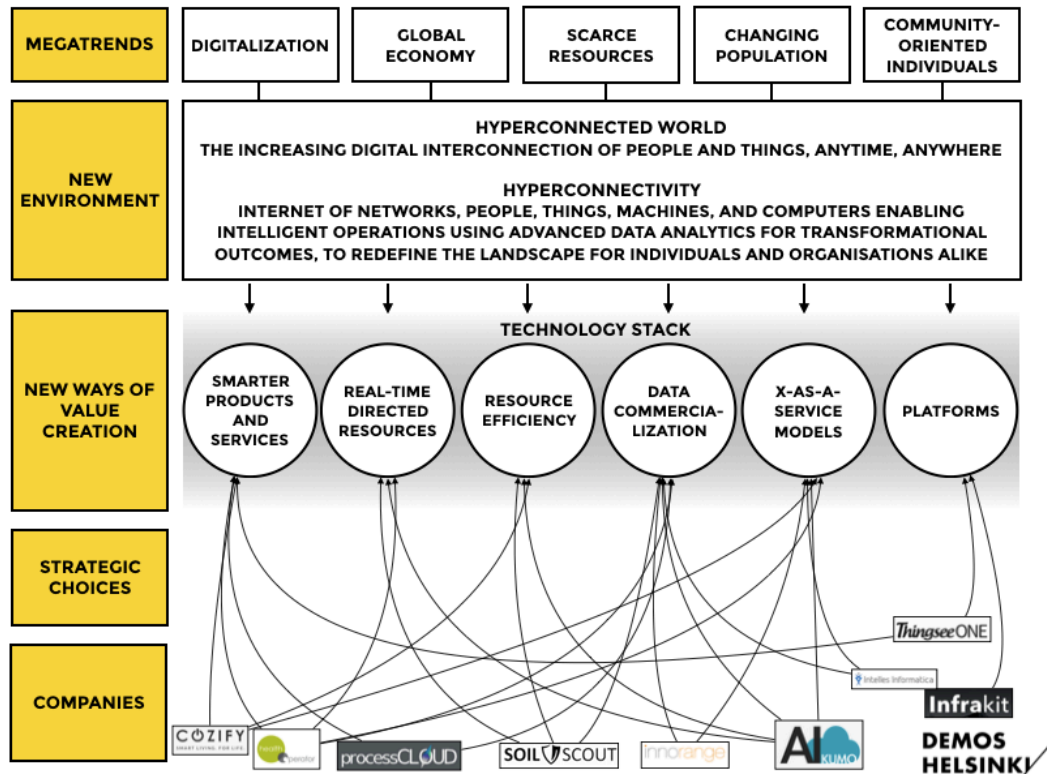 MEGATRENDS
DIGITALIZATION
GLOBAL
ECONOMY
SCARCE
RESOURCES
CHANGING
POPULATION
COMMUNITY-
ORIENTED
INDIVIDUALS
NEW
ENVIRONMENT
HYPERCONNECTED WORLD
THE INCREASING DIGITAL INTERCONNECTION OF PEOPLE AND THINGS, ANYTIME, ANYWHERE
HYPERCONNECTIVITY
INTERNET OF NETWORKS, PEOPLE, THINGS, MACHINES, AND COMPUTERS ENABLING
INTELLIGENT OPERATIONS USING ADVANCED DATA ANALYTICS FOR TRANSFORMATIONAL
OUTCOMES, TO REDEFINE THE LANDSCAPE FOR INDIVIDUALS AND ORGANISATIONS ALIKE
NEW WAYS OF
VALUE
CREATION
TECHNOLOGY STACK
SMARTER
PRODUCTS
AND
SERVICES
REAL-TIME
DIRECTED
RESOURCES
RESOURCE
EFFICIENCY
DATA
COMMERCIA-
LIZATION
X-AS-A-
SERVICE
MODELS
PLATFORMS
STRATEGIC
CHOICES
ThingseeONE
COMPANIES
Intelles Informatica
Infrakit
COZIFY
SMART LIVING. FOR LIFE
health
operator
processCLOUD
SOIL SCOUT
innorange
AI
KUMO
DEMOS
HELSINKI